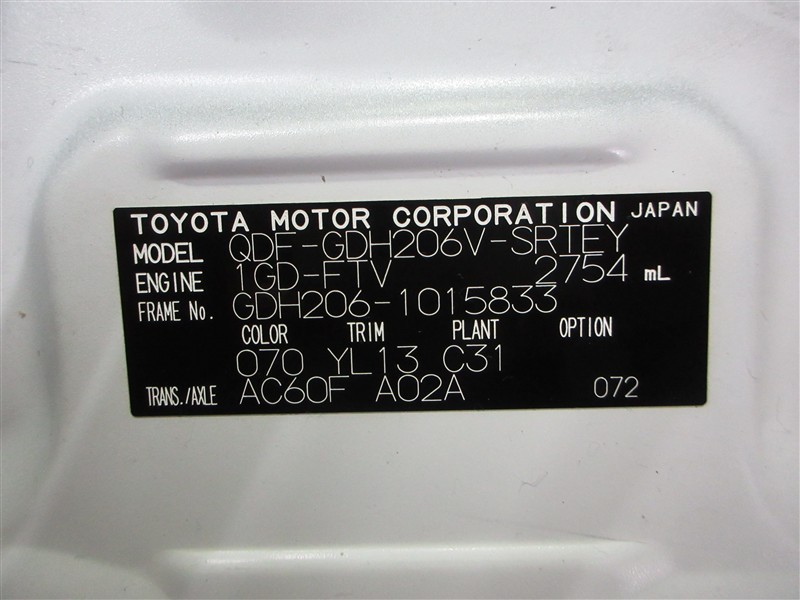 TOYOTA MOTOR CORPORATION JAPAN
MODEL QDF-GDH206V-SRTEY
ENGINE 1GD-FTV 2754 mL
FRAME No. GDH206-1015833
COLOR TRIM PLANT OPTION
070 YL13 C31
TRANS./AXLE AC60F A02A 072